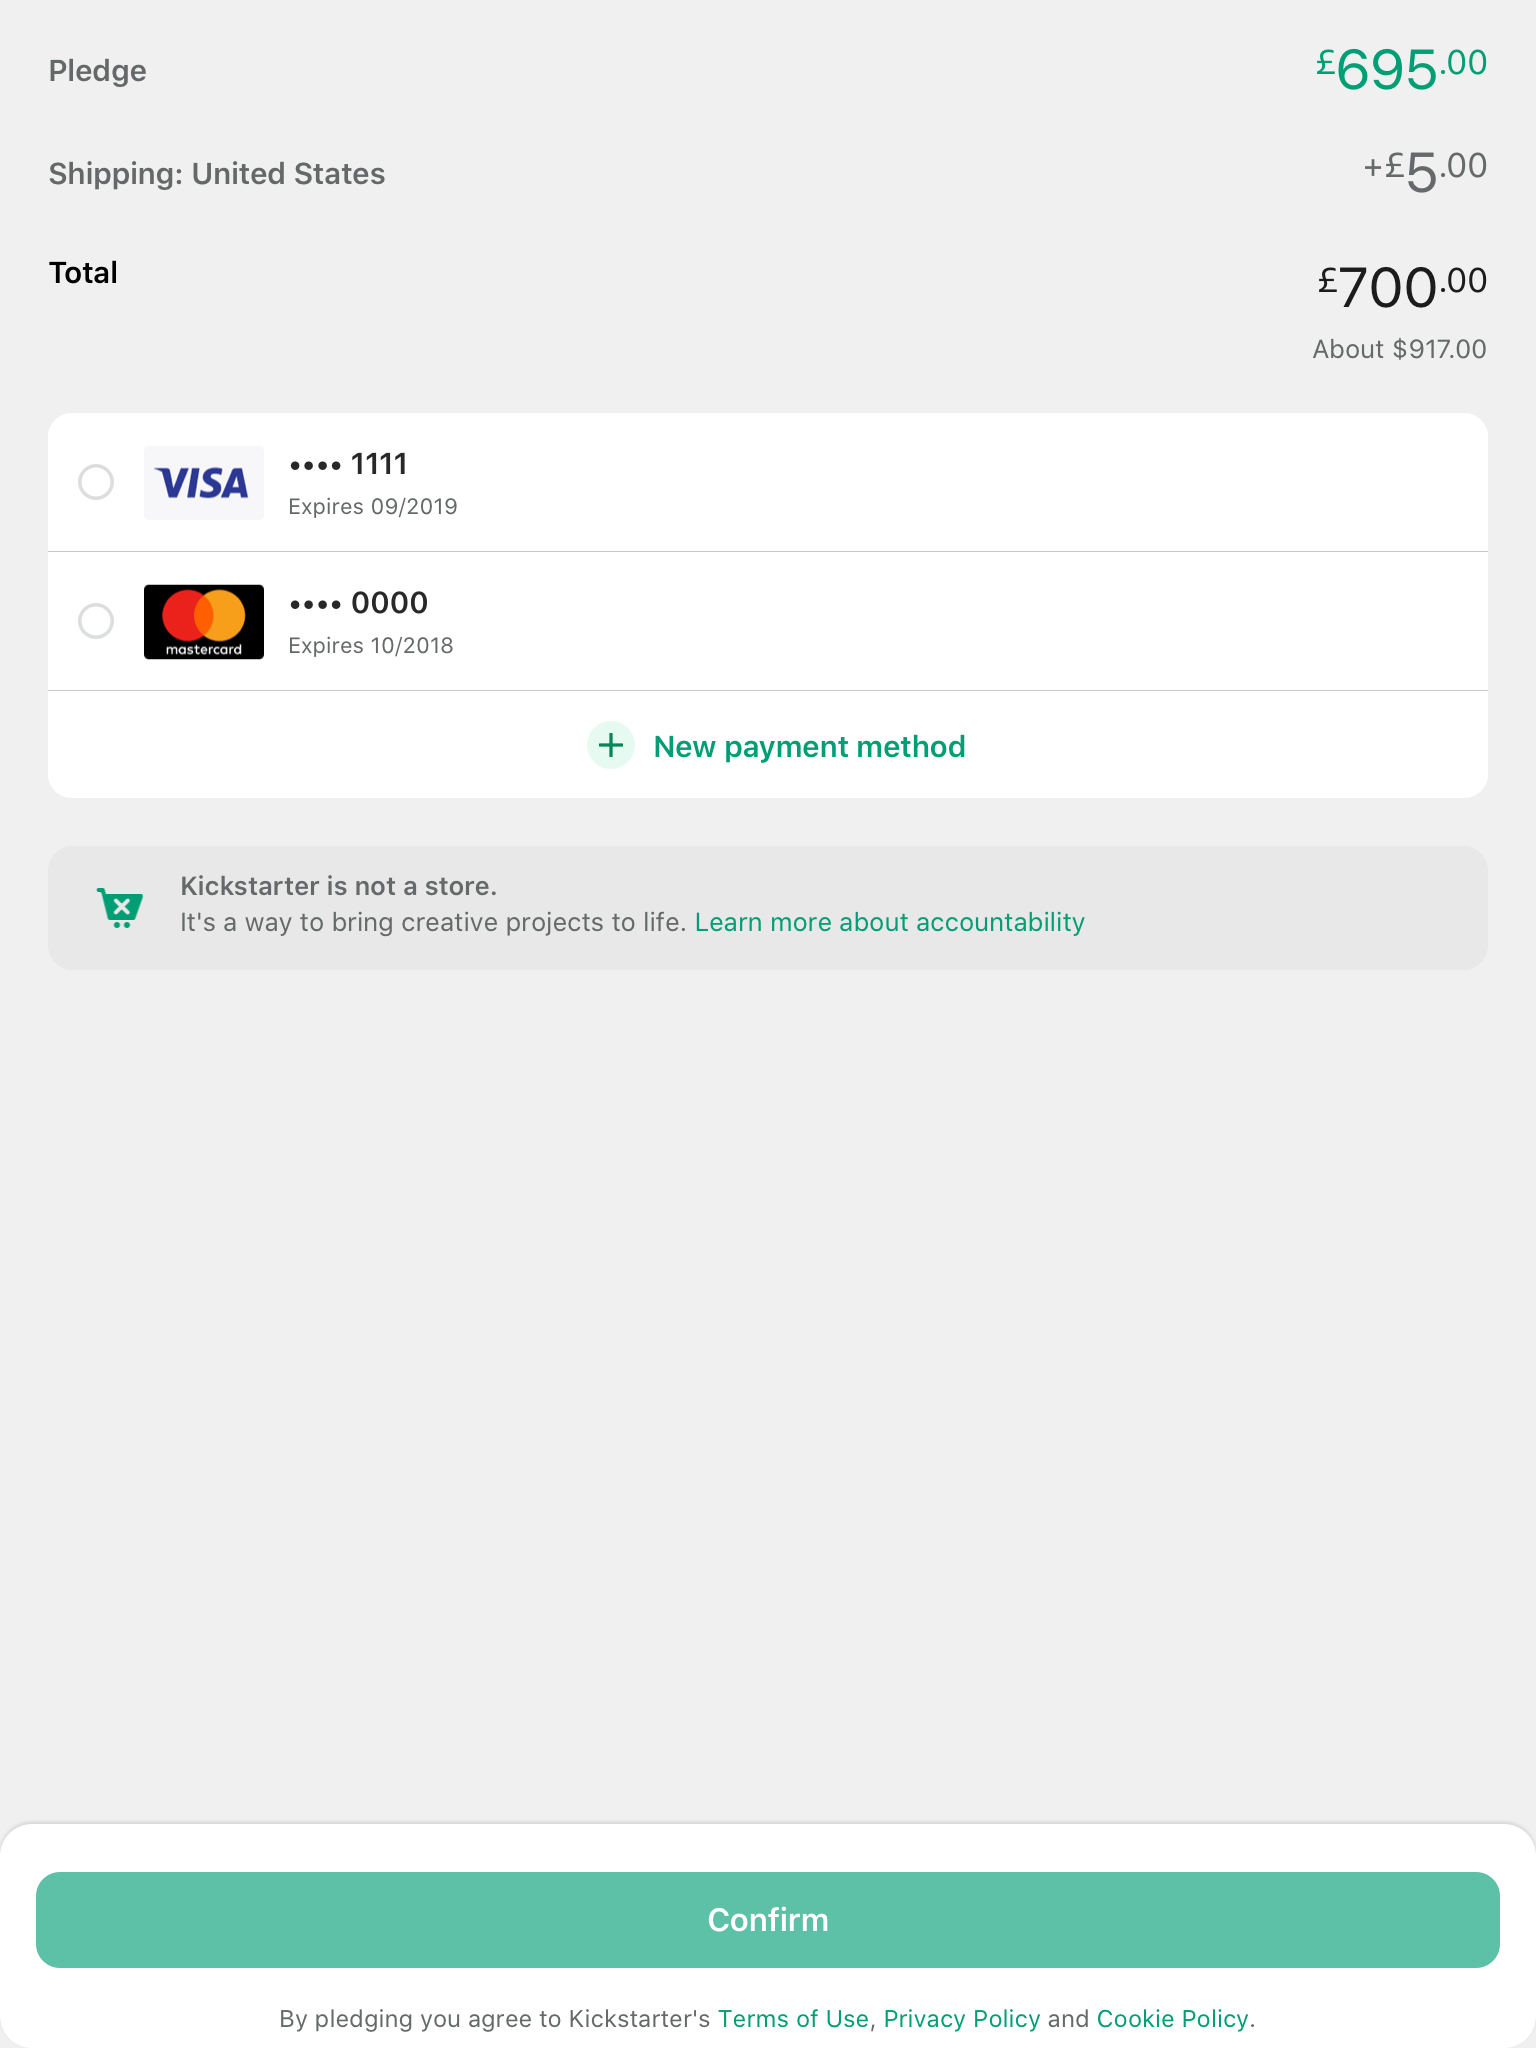 Pledge £695.00
Shipping: United States +£5.00
Total £700.00
About $917.00
VISA •••• 1111
Expires 09/2019
mastercard •••• 0000
Expires 10/2018
New payment method
Kickstarter is not a store.
It's a way to bring creative projects to life. Learn more about accountability
Confirm
By pledging you agree to Kickstarter's Terms of Use, Privacy Policy and Cookie Policy.